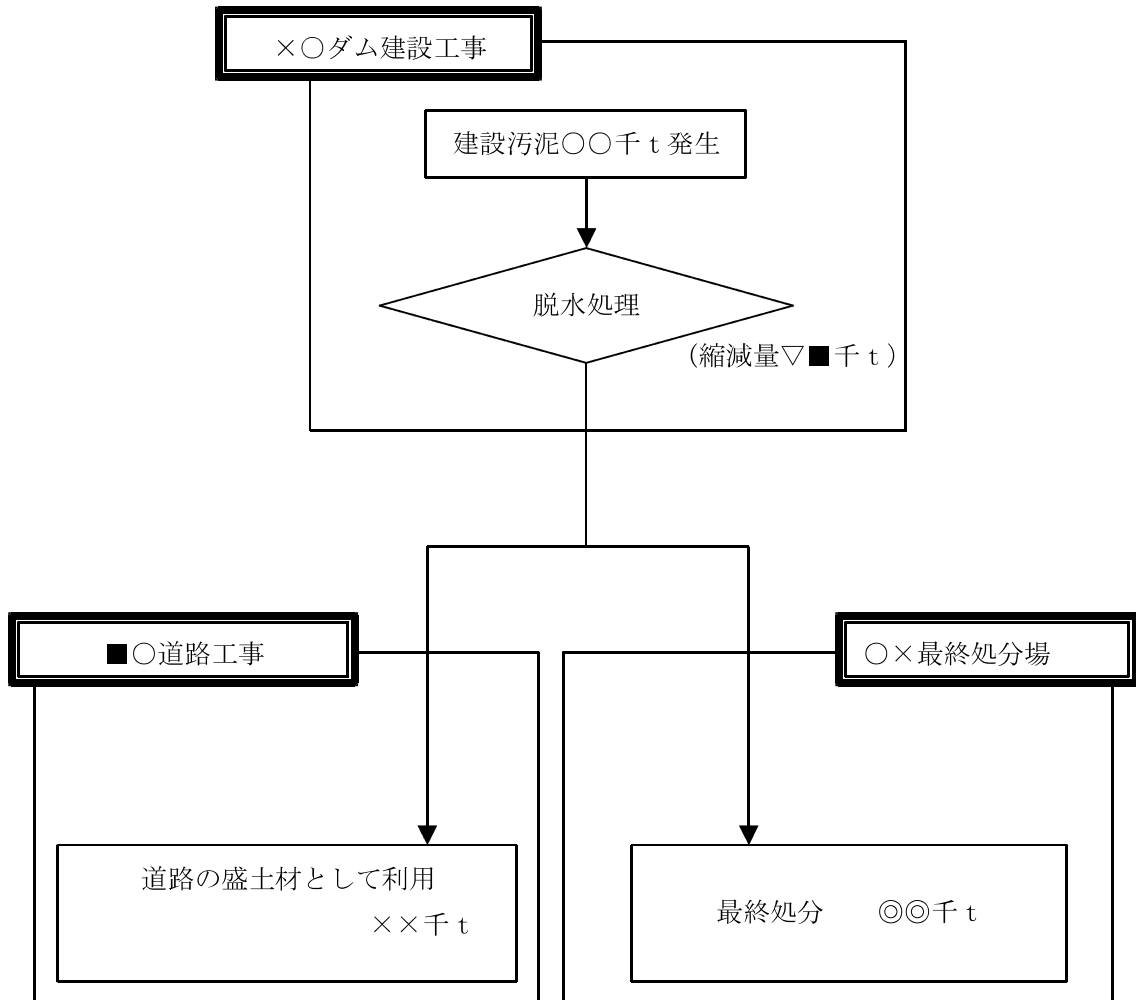 ×○ダム建設工事
建設汚泥○○千ｔ発生
脱水処理
(縮減量▽■千ｔ)
■○道路工事
○×最終処分場
道路の盛土材として利用
××千ｔ
最終処分　　◎◎千ｔ